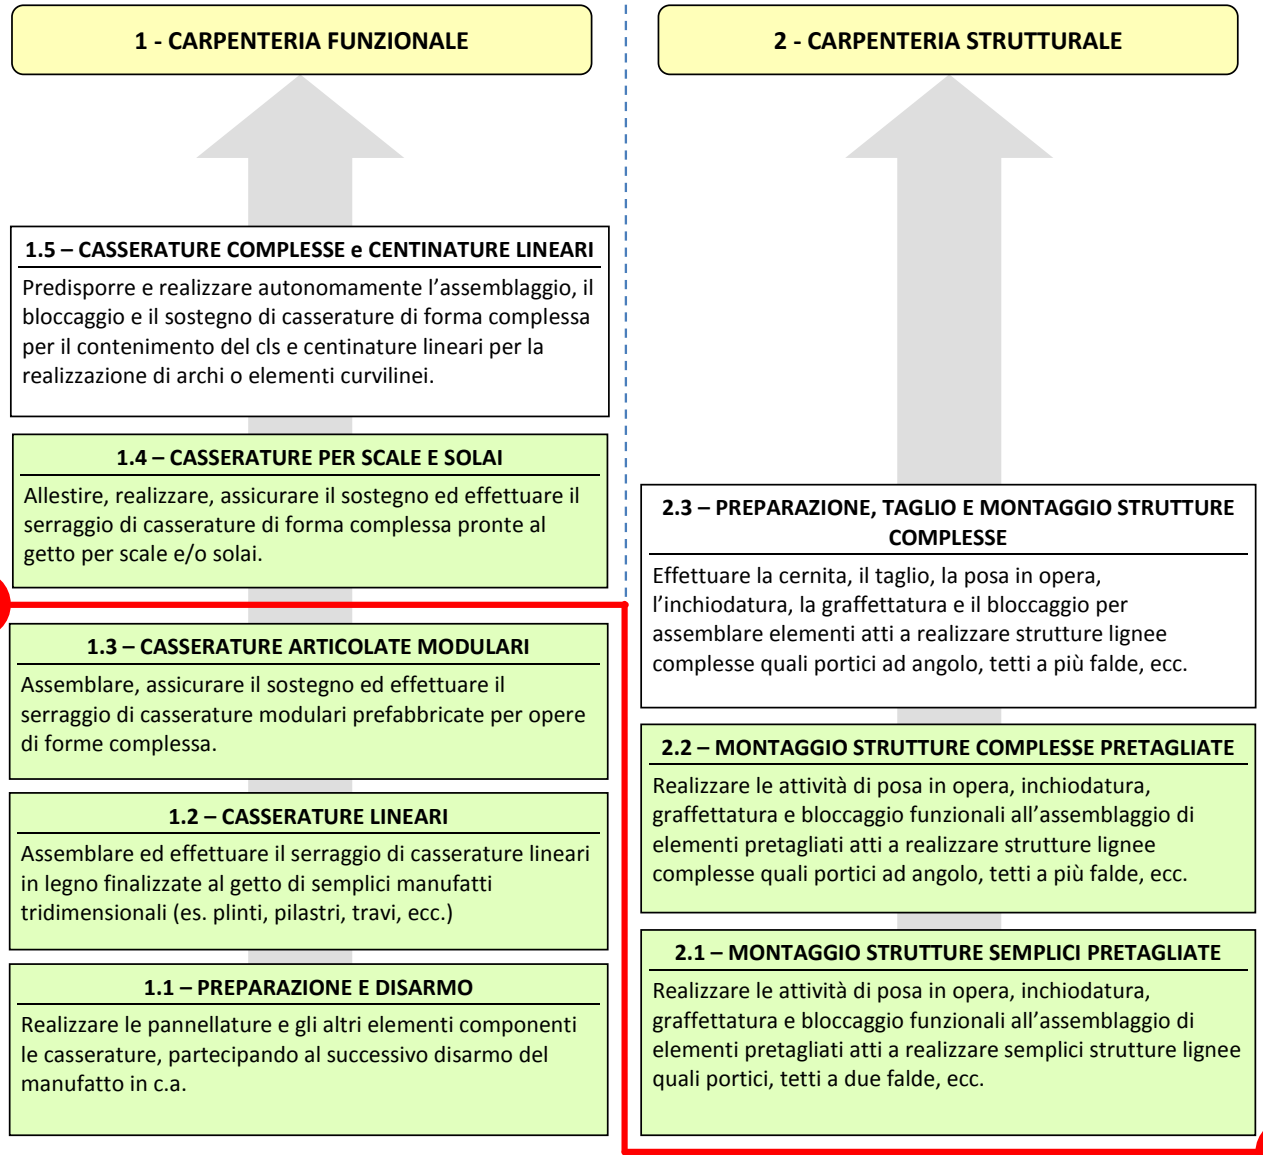 1 - CARPENTERIA FUNZIONALE
1.5 – CASSERATURE COMPLESSE e CENTINATURE LINEARI
Predisporre e realizzare autonomamente l’assemblaggio, il
bloccaggio e il sostegno di casserature di forma complessa
per il contenimento del cls e centinature lineari per la
realizzazione di archi o elementi curvilinei.
1.4 – CASSERATURE PER SCALE E SOLAI
Allestire, realizzare, assicurare il sostegno ed effettuare il
serraggio di casserature di forma complessa pronte al
getto per scale e/o solai.
1.3 – CASSERATURE ARTICOLATE MODULARI
Assemblare, assicurare il sostegno ed effettuare il
serraggio di casserature modulari prefabbricate per opere
di forme complessa.
1.2 – CASSERATURE LINEARI
Assemblare ed effettuare il serraggio di casserature lineari
in legno finalizzate al getto di semplici manufatti
tridimensionali (es. plinti, pilastri, travi, ecc.)
1.1 – PREPARAZIONE E DISARMO
Realizzare le pannellature e gli altri elementi componenti
le casserature, partecipando al successivo disarmo del
manufatto in c.a.
2 - CARPENTERIA STRUTTURALE
2.3 – PREPARAZIONE, TAGLIO E MONTAGGIO STRUTTURE
COMPLESSE
Effettuare la cernita, il taglio, la posa in opera,
l’inchiodatura, la graffettatura e il bloccaggio per
assemblare elementi atti a realizzare strutture lignee
complesse quali portici ad angolo, tetti a più falde, ecc.
2.2 – MONTAGGIO STRUTTURE COMPLESSE PRETAGLIATE
Realizzare le attività di posa in opera, inchiodatura,
graffettatura e bloccaggio funzionali all’assemblaggio di
elementi pretagliati atti a realizzare strutture lignee
complesse quali portici ad angolo, tetti a più falde, ecc.
2.1 – MONTAGGIO STRUTTURE SEMPLICI PRETAGLIATE
Realizzare le attività di posa in opera, inchiodatura,
graffettatura e bloccaggio funzionali all’assemblaggio di
elementi pretagliati atti a realizzare semplici strutture lignee
quali portici, tetti a due falde, ecc.